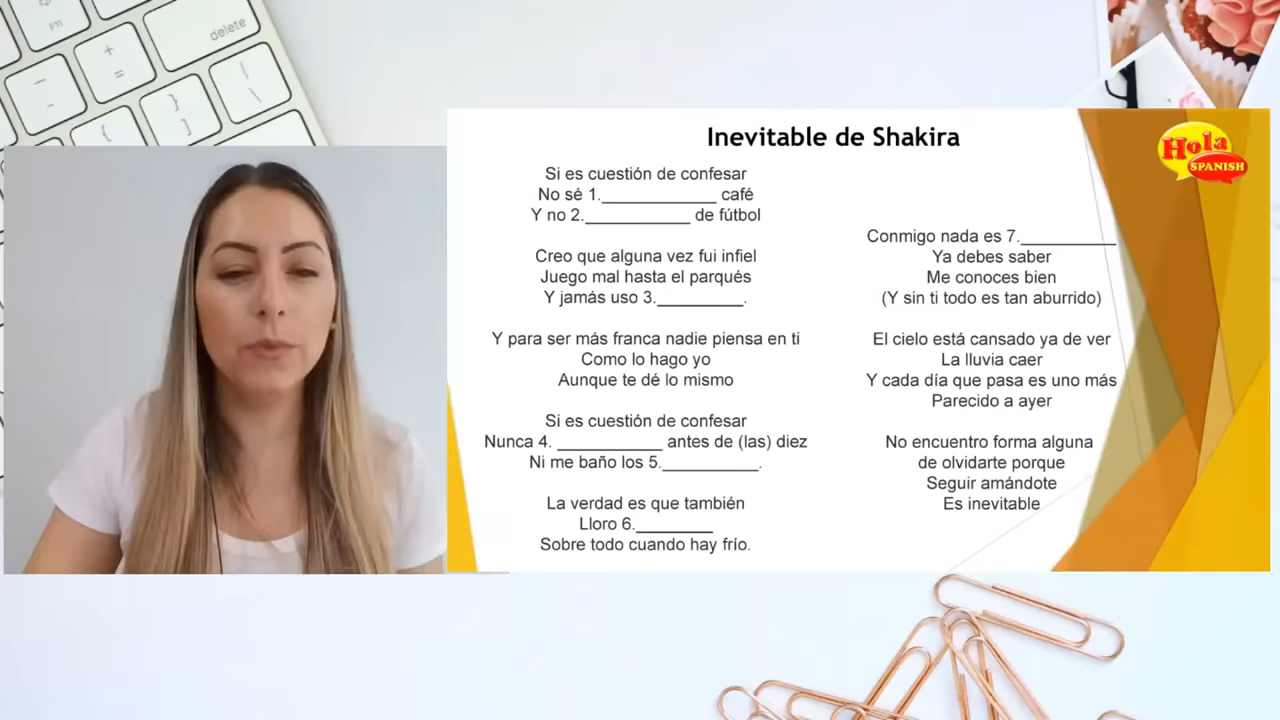 F11
delete
+
=
—
-
|
\
}
]
{
Inevitable de Shakira
Hola
SPANISH
Si es cuestión de confesar
No sé 1.____________ café
Y no 2.___________ de fútbol
Creo que alguna vez fui infiel
Juego mal hasta el parqués
Y jamás uso 3._________.
Y para ser más franca nadie piensa en ti
Como lo hago yo
Aunque te dé lo mismo
Si es cuestión de confesar
Nunca 4. ___________ antes de (las) diez
Ni me baño los 5.__________.
La verdad es que también
Lloro 6.________
Sobre todo cuando hay frío.
Conmigo nada es 7.__________
Ya debes saber
Me conoces bien
(Y sin ti todo es tan aburrido)
El cielo está cansado ya de ver
La lluvia caer
Y cada día que pasa es uno más
Parecido a ayer
No encuentro forma alguna
de olvidarte porque
Seguir amándote
Es inevitable